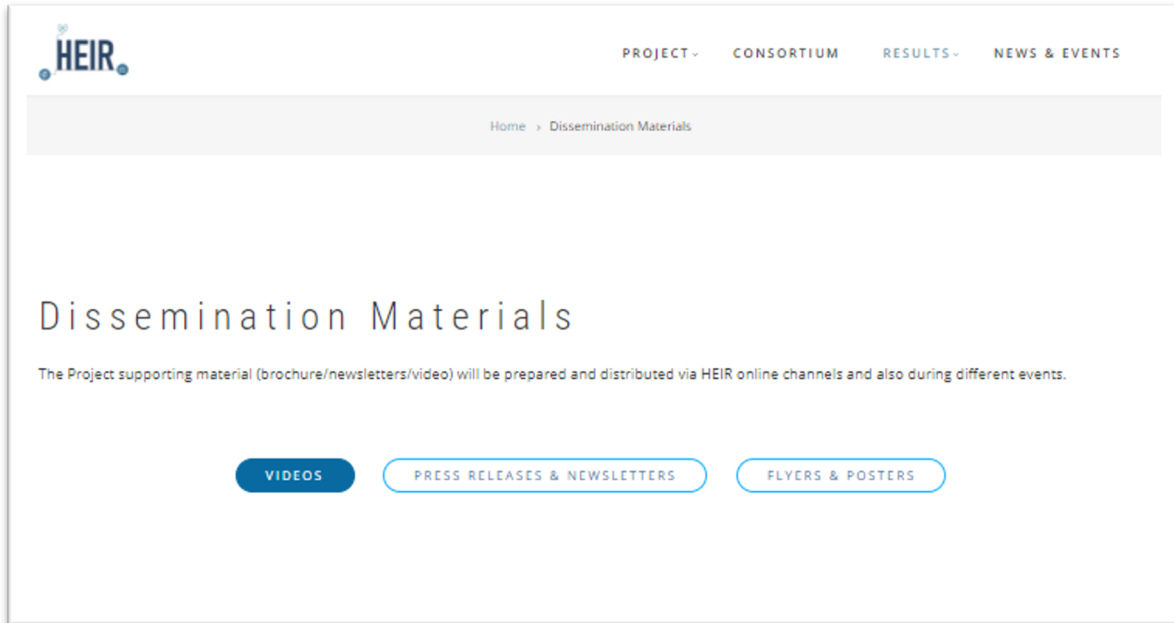 HEIR
PROJECT CONSORTIUM RESULTS NEWS & EVENTS
Home › Dissemination Materials
Dissemination Materials
The Project supporting material (brochure/newsletters/video) will be prepared and distributed via HEIR online channels and also during different events.
VIDEOS PRESS RELEASES & NEWSLETTERS FLYERS & POSTERS